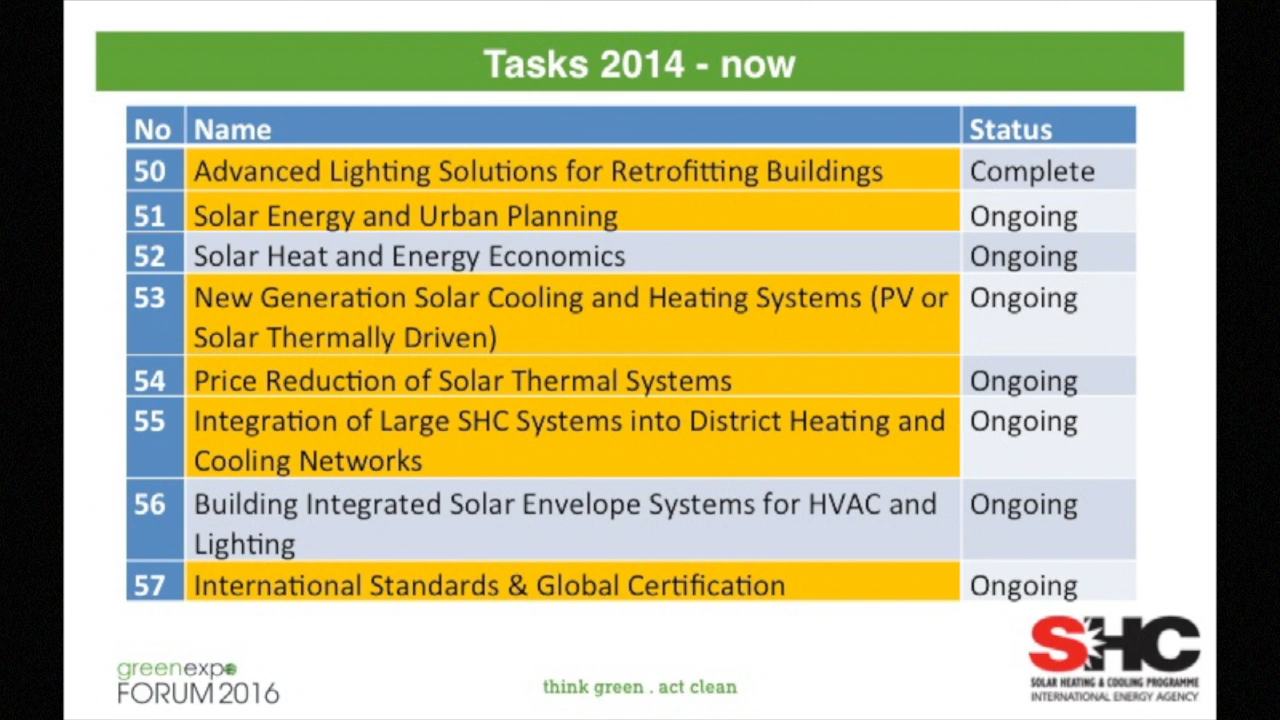 Tasks 2014 - now
No Name Status
50 Advanced Lighting Solutions for Retrofitting Buildings Complete
51 Solar Energy and Urban Planning Ongoing
52 Solar Heat and Energy Economics Ongoing
53 New Generation Solar Cooling and Heating Systems (PV or Ongoing
Solar Thermally Driven)
54 Price Reduction of Solar Thermal Systems Ongoing
55 Integration of Large SHC Systems into District Heating and Ongoing
Cooling Networks
56 Building Integrated Solar Envelope Systems for HVAC and Ongoing
Lighting
57 International Standards & Global Certification Ongoing
greenexpo
FORUM 2016
think green . act clean
SHC
SOLAR HEATING & COOLING PROGRAMME
INTERNATIONAL ENERGY AGENCY